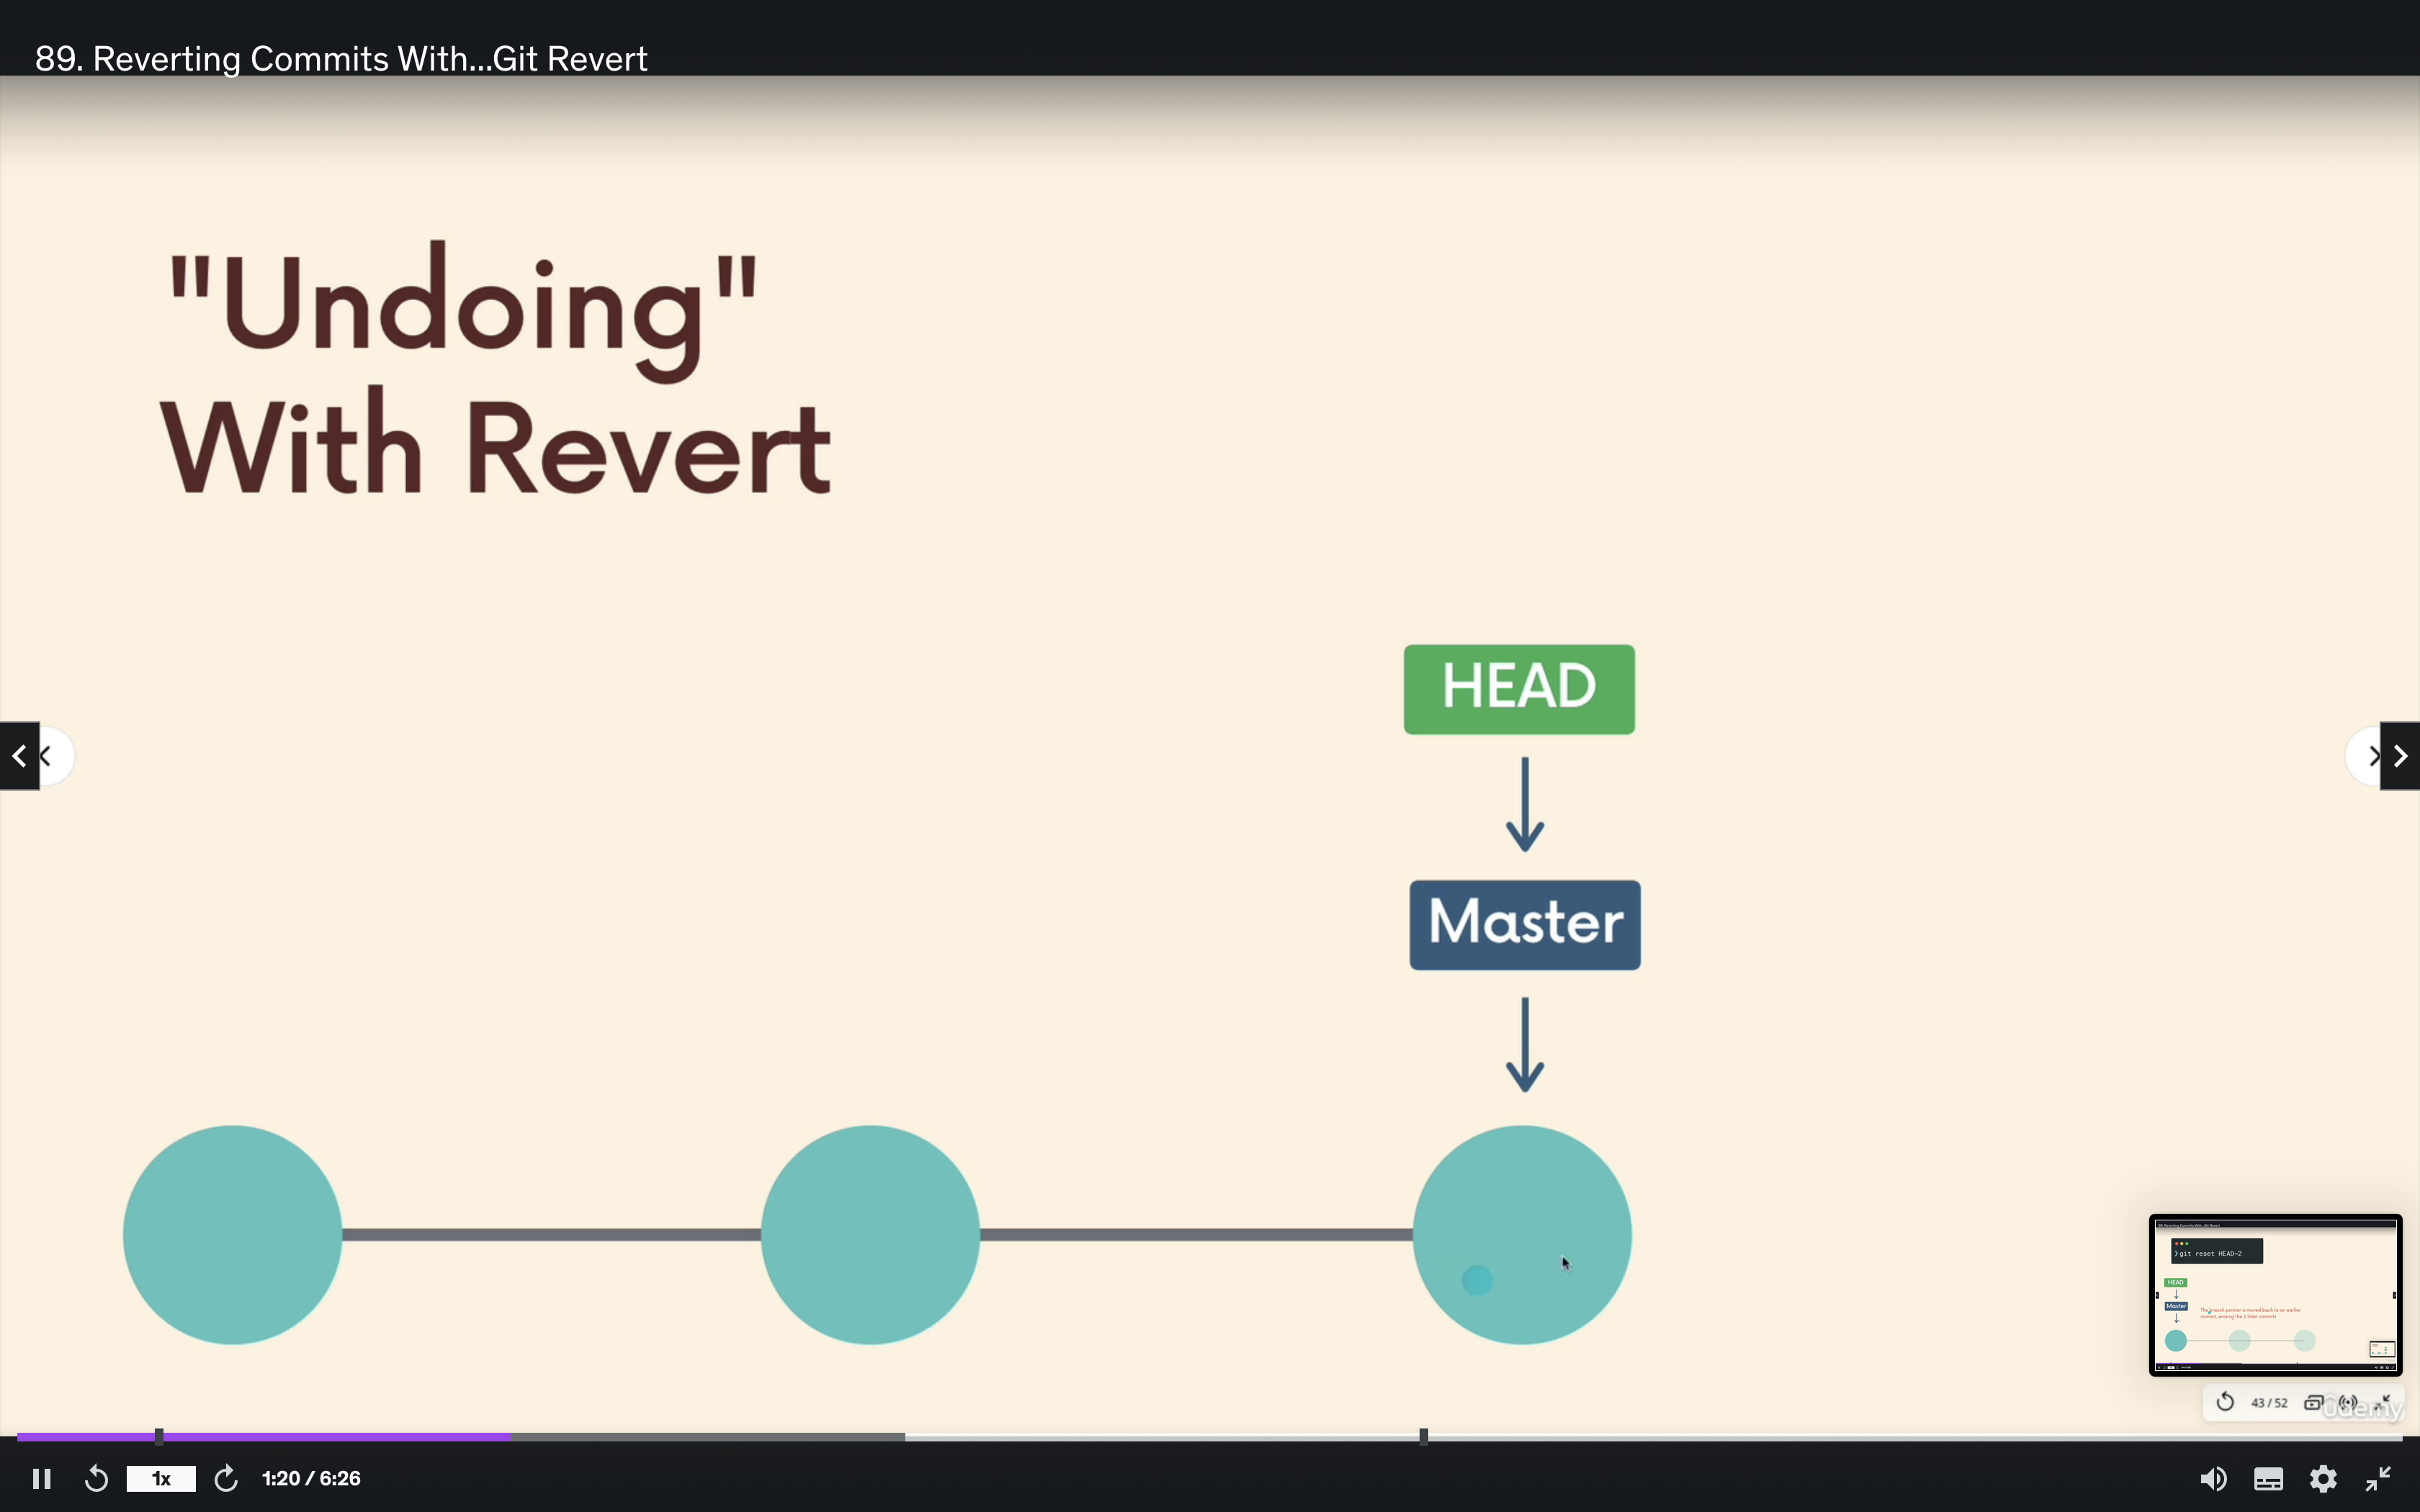 89. Reverting Commits With...Git Revert
"Undoing"
With Revert
HEAD
Master
git reset HEAD~2
HEAD
Master
The branch pointer is moved back to an earlier
commit, erasing the 2 later commits
43 / 52
udemy
1x
1:20 / 6:26